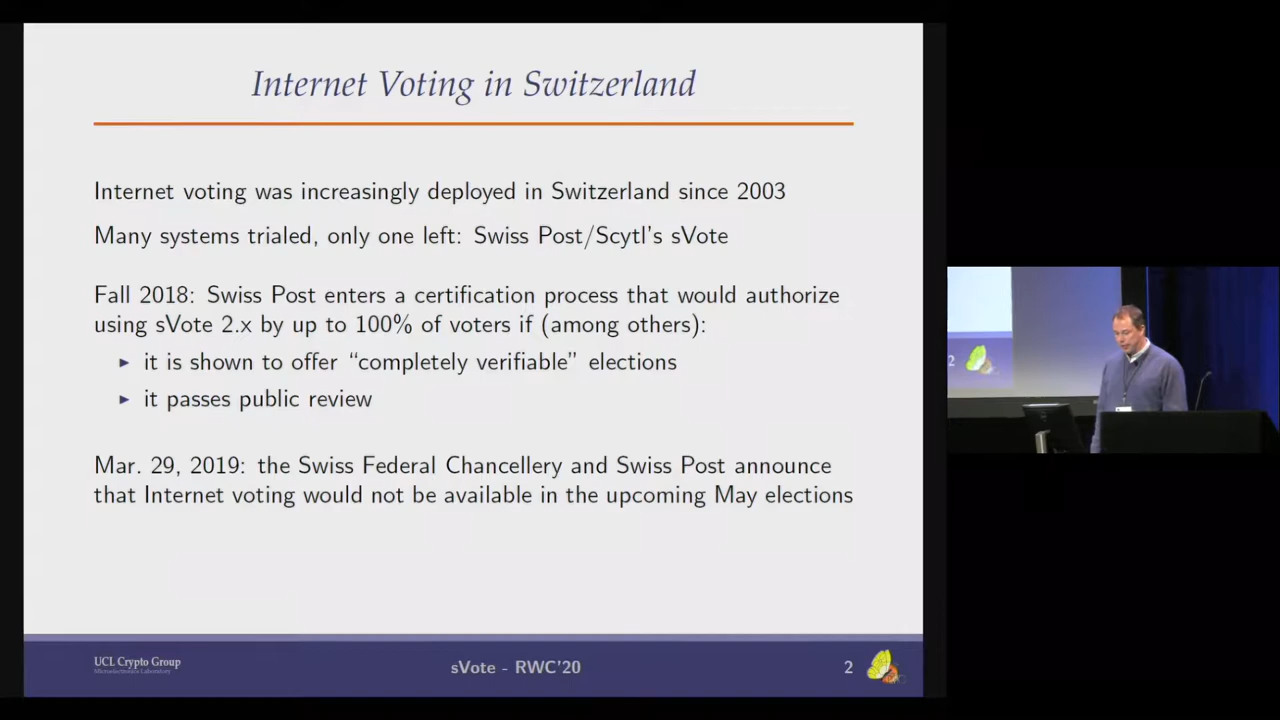 Internet Voting in Switzerland
Internet voting was increasingly deployed in Switzerland since 2003
Many systems trialed, only one left: Swiss Post/Scytl's sVote
Fall 2018: Swiss Post enters a certification process that would authorize
using sVote 2.x by up to 100% of voters if (among others):
▶ it is shown to offer “completely verifiable” elections
▶ it passes public review
Mar. 29, 2019: the Swiss Federal Chancellery and Swiss Post announce
that Internet voting would not be available in the upcoming May elections
UCL Crypto Group
Microelectronics Laboratory
sVote - RWC'20
2
2